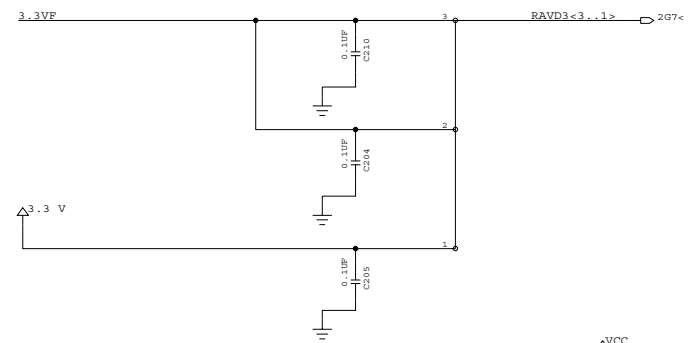 3.3VF
3
RAVD3<3..1>
2G7<
0.1UF
C210
2
0.1UF
C204
3.3 V
1
0.1UF
C205
VCC